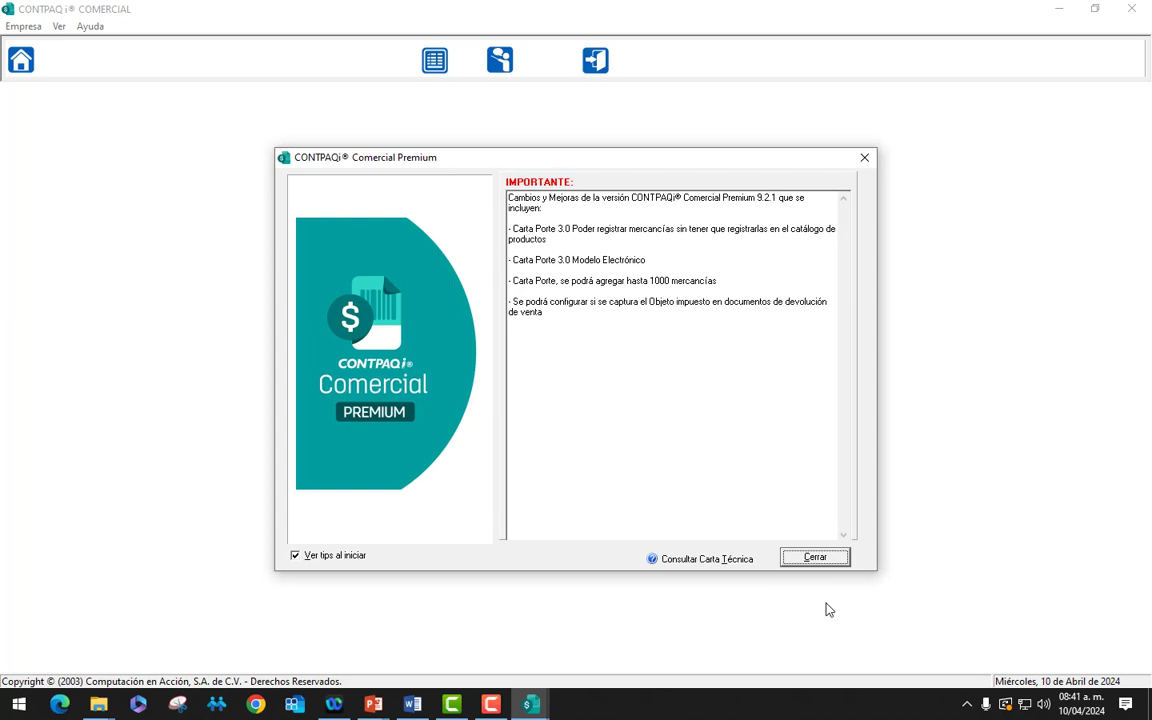 CONTPAQ i® COMERCIAL
Empresa Ver Ayuda
CONTPAQi® Comercial Premium
IMPORTANTE:
Cambios y Mejoras de la versión CONTPAQi® Comercial Premium 9.2.1 que se
incluyen:
- Carta Porte 3.0 Poder registrar mercancías sin tener que registrarlas en el catálogo de
productos
- Carta Porte 3.0 Modelo Electrónico
- Carta Porte, se podrá agregar hasta 1000 mercancías
- Se podrá configurar si se captura el Objeto impuesto en documentos de devolución
de venta
$
CONTPAQi®
Comercial
PREMIUM
Ver tips al iniciar
Consultar Carta Técnica
Cerrar
Copyright © (2003) Computación en Acción, S.A. de C.V. - Derechos Reservados.
Miércoles, 10 de Abril de 2024
08:41 a. m.
10/04/2024